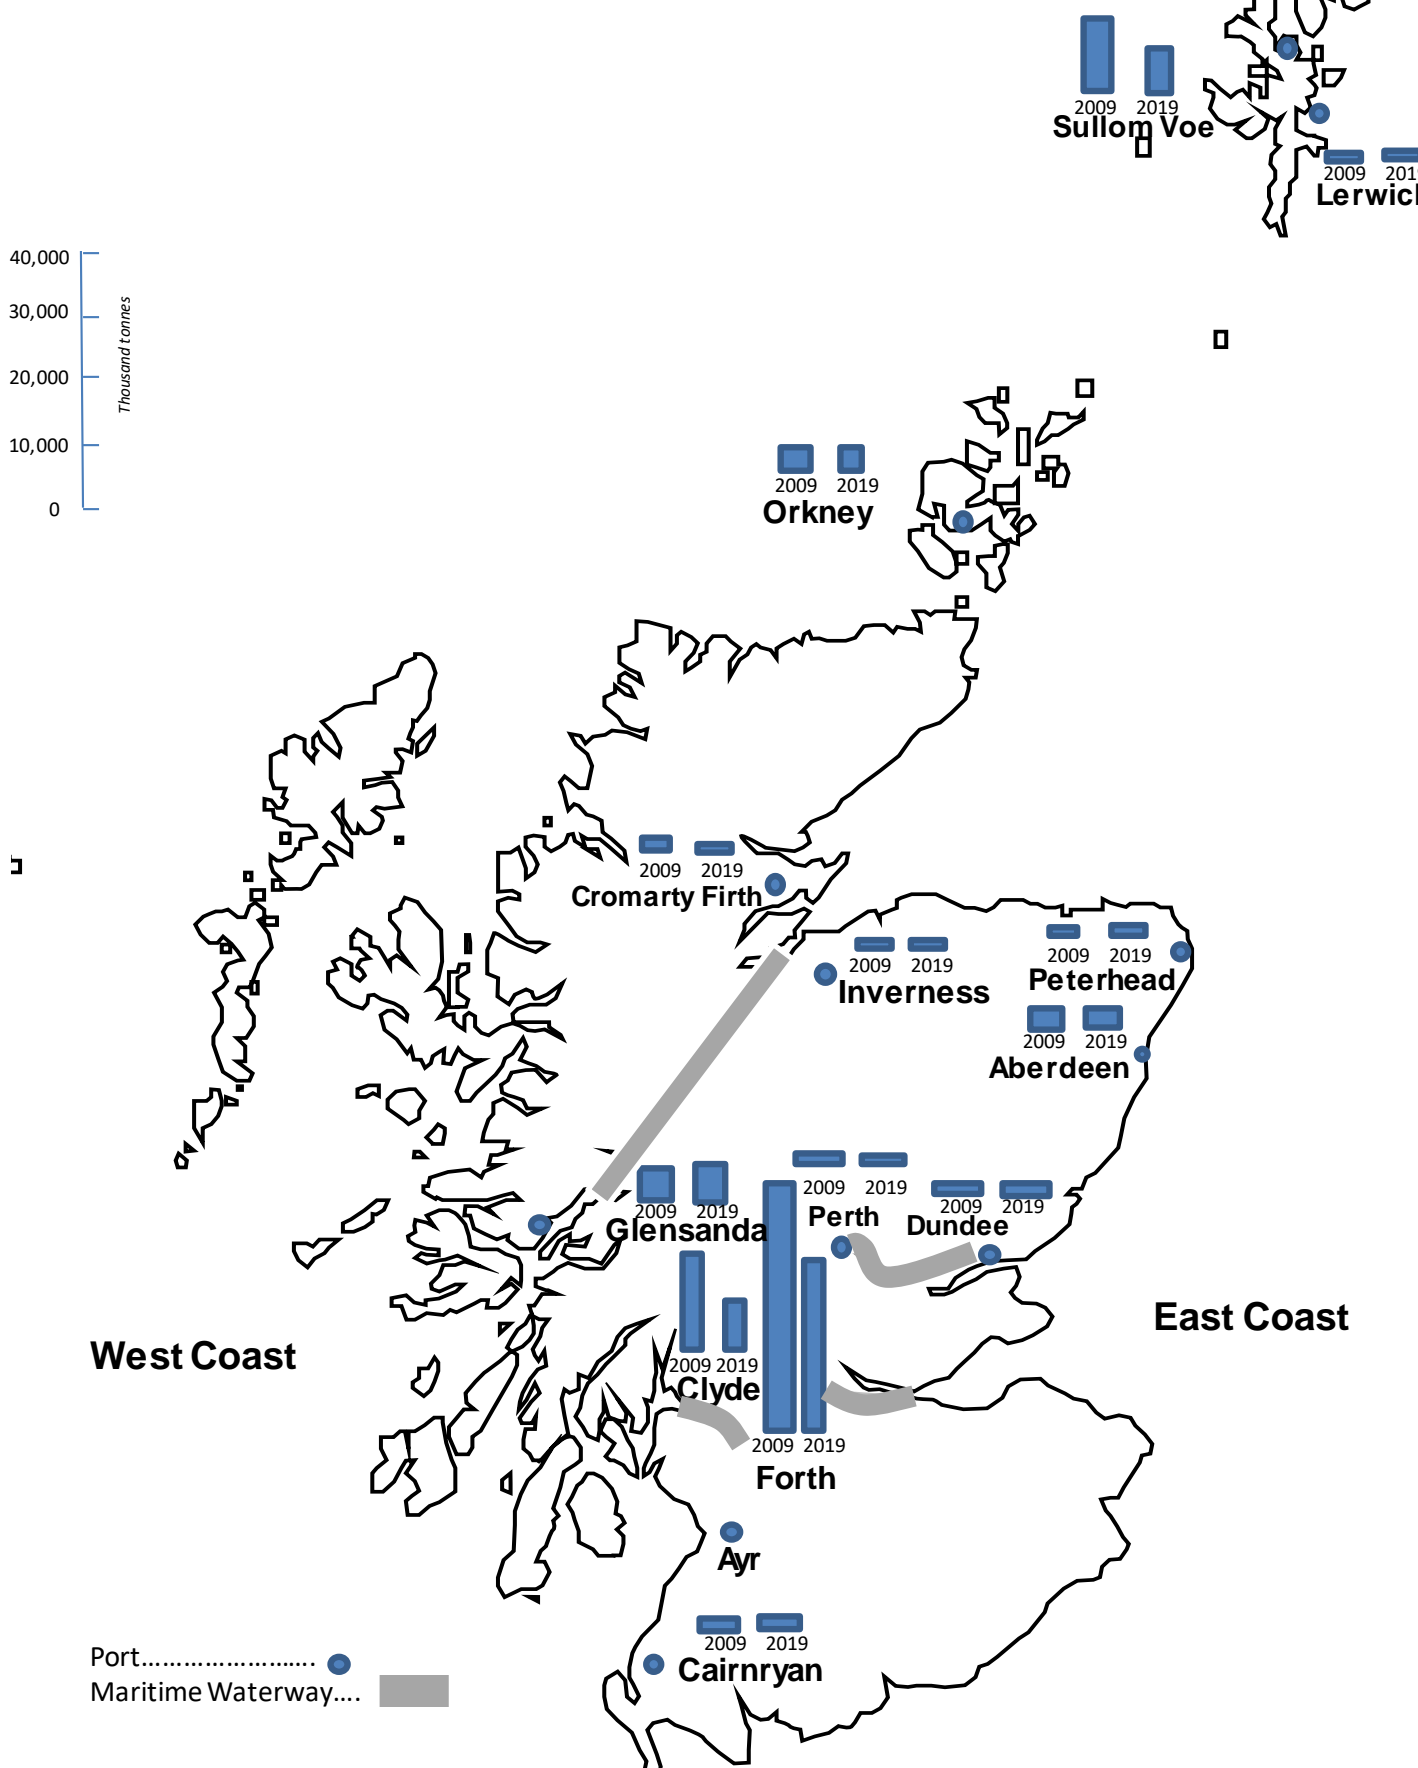 2009 2019
Sullom Voe
2009 201
Lerwic
40,000
30,000
20,000
10,000
0
Thousand tonnes
2009 2019
Orkney
2009 2019
Cromarty Firth
2009 2019
Inverness
2009 2019
Peterhead
2009 2019
Aberdeen
2009 2019
Glensanda
2009 2019
Perth
2009 2019
Dundee
East Coast
West Coast
2009 2019
Clyde
2009 2019
Forth
Ayr
2009 2019
Cairnryan
Port……………………..
Maritime Waterway….